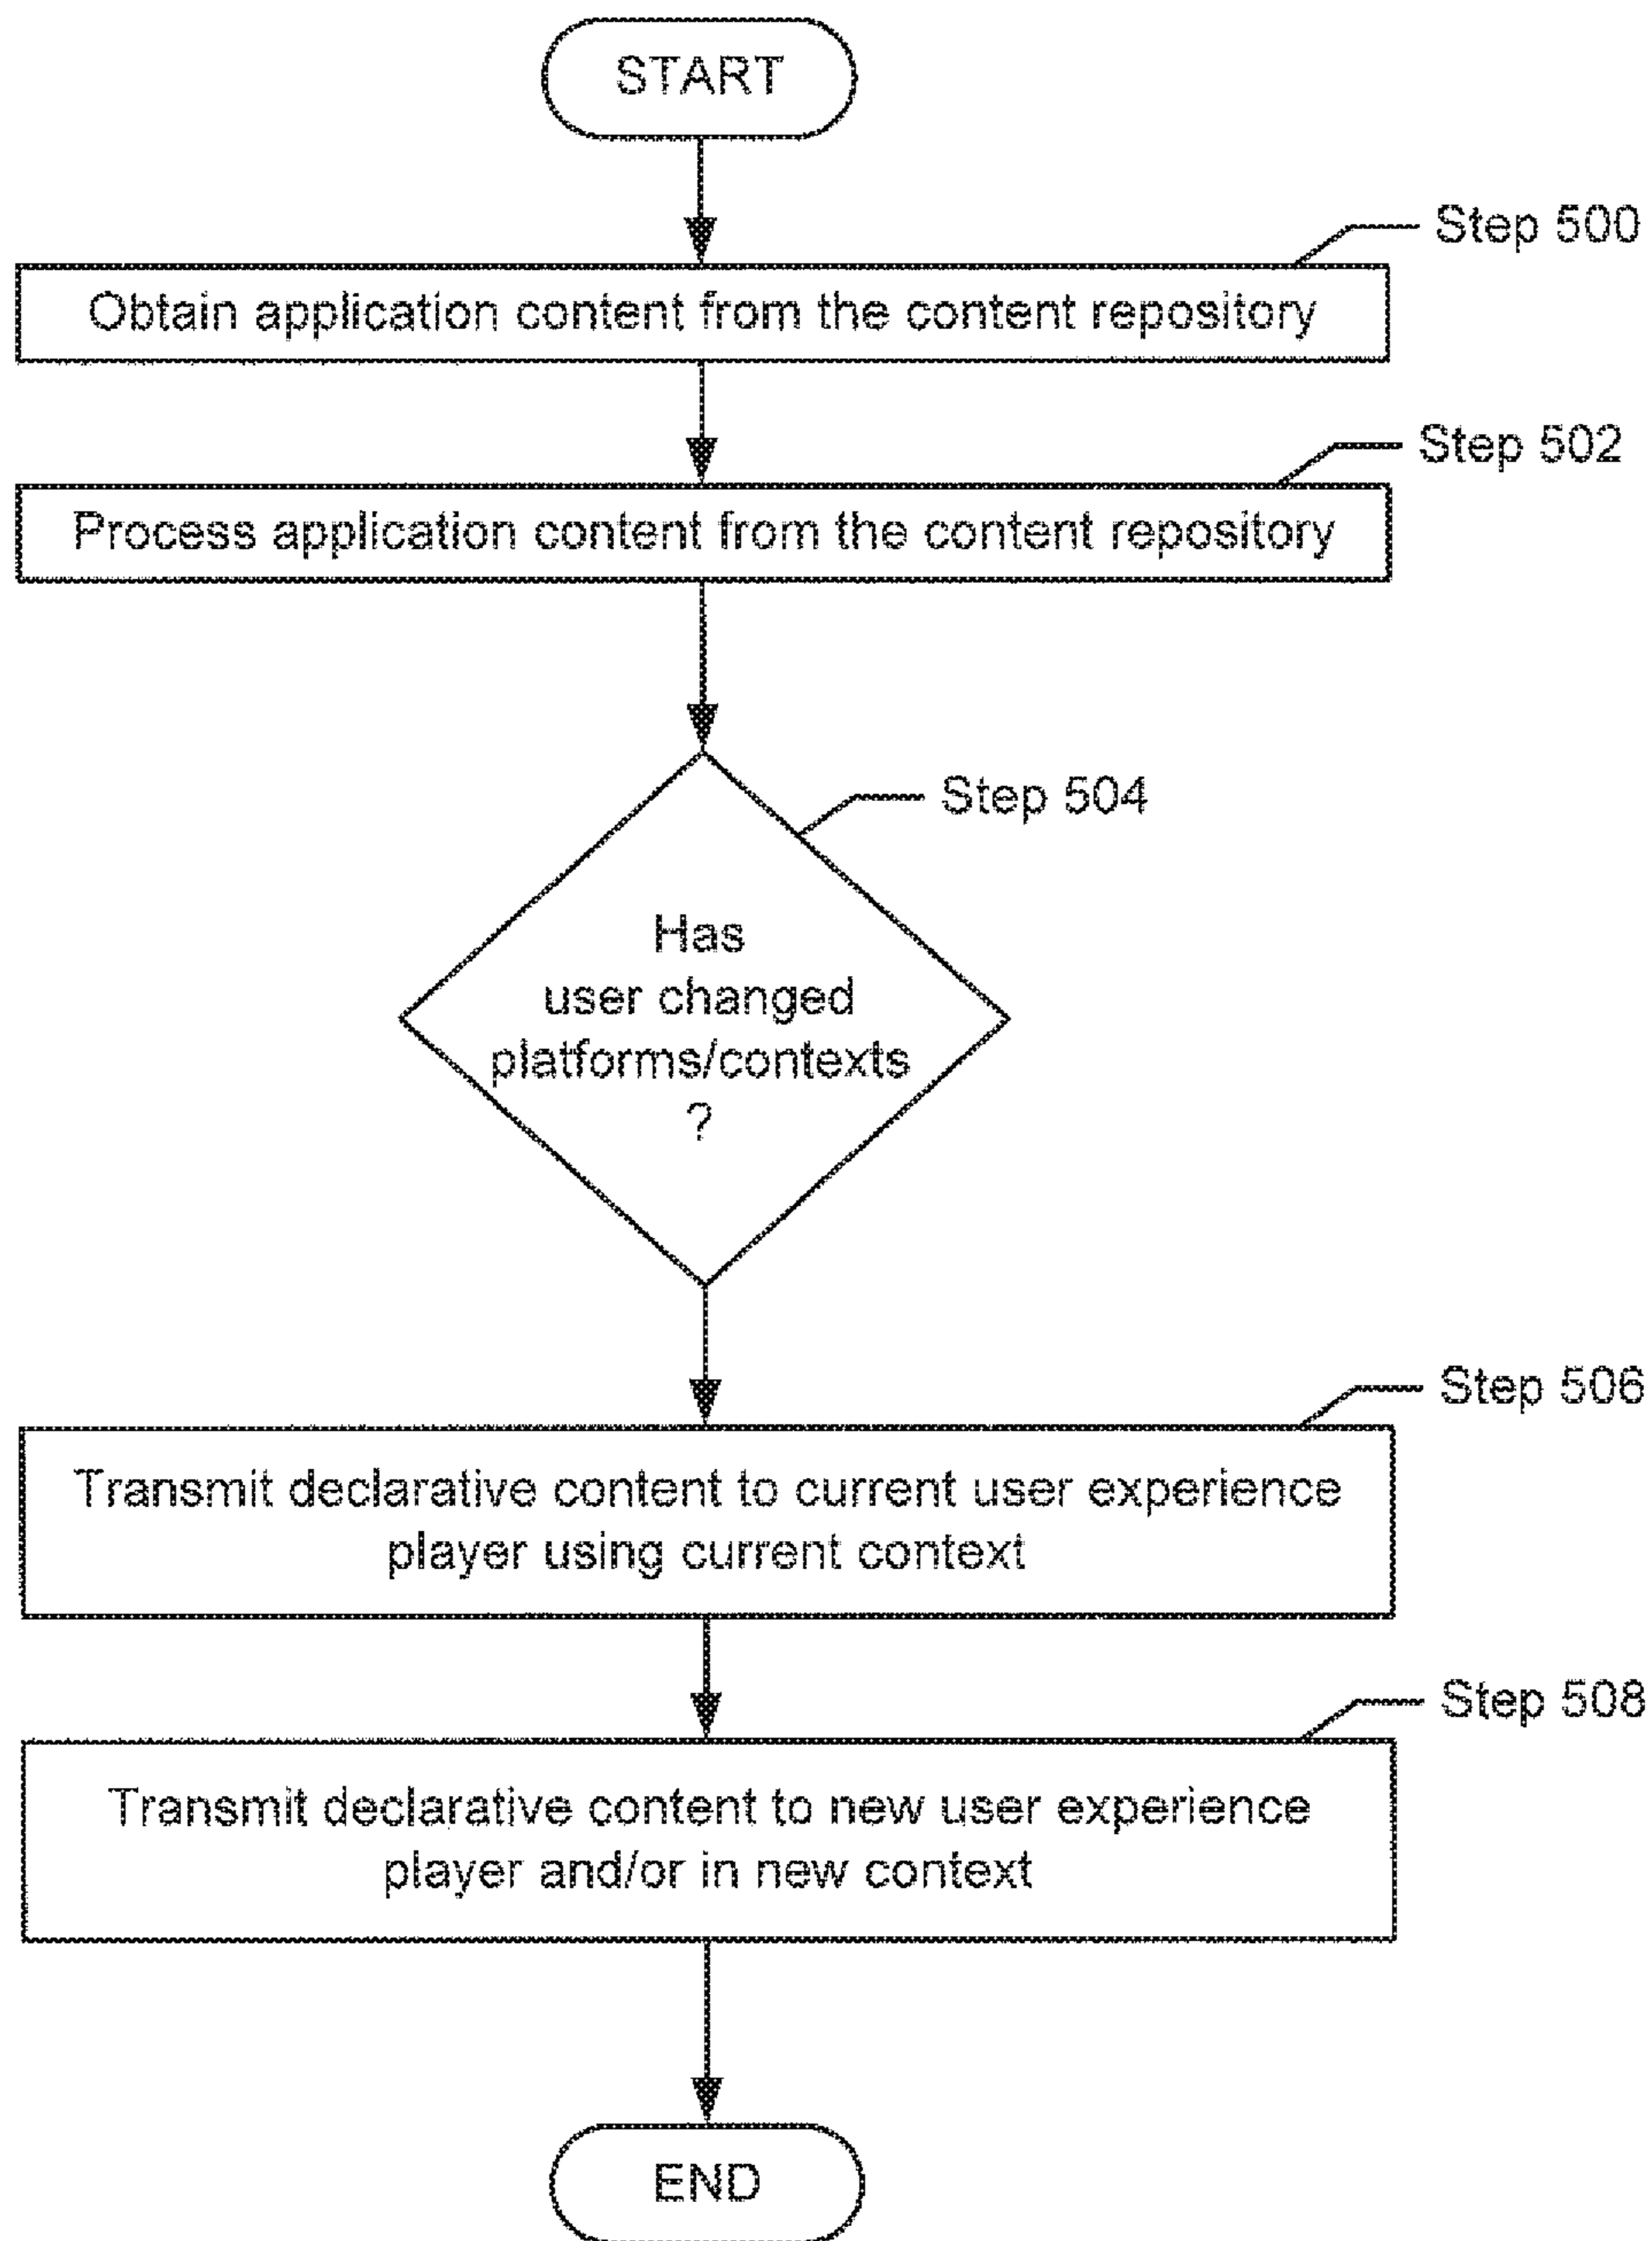 START
Step 500
Obtain application content from the content repository
Step 502
Process application content from the content repository
Step 504
Has
user changed
platforms/contexts
?
Step 506
Transmit declarative content to current user experience
player using current context
Step 508
Transmit declarative content to new user experience
player and/or in new context
END